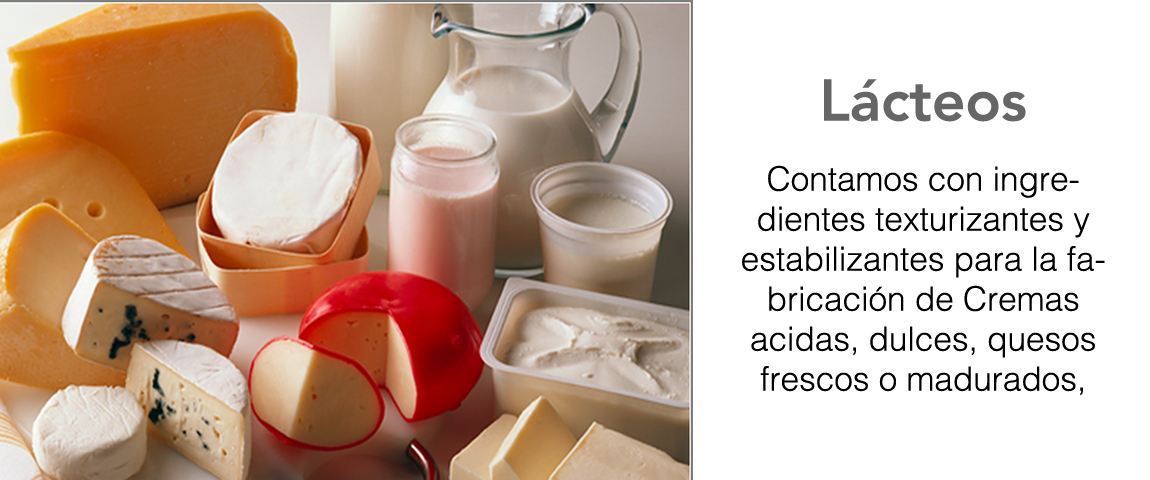 Lácteos
Contamos con ingre-
dientes texturizantes y
estabilizantes para la fa-
bricación de Cremas
acidas, dulces, quesos
frescos o madurados,